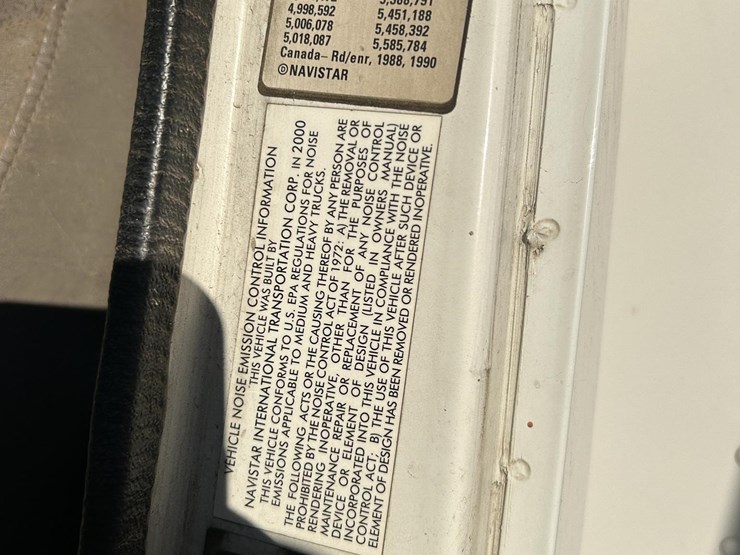 4,998,592
5,006,078
5,018,087
5,451,188
5,458,392
5,585,784
Canada– Rd/enr, 1988, 1990
©NAVISTAR
VEHICLE NOISE EMISSION CONTROL INFORMATION
THIS VEHICLE WAS BUILT BY
NAVISTAR INTERNATIONAL TRANSPORTATION CORP. IN 2000
THIS VEHICLE CONFORMS TO U.S. EPA REGULATIONS FOR NOISE
EMISSIONS APPLICABLE TO MEDIUM AND HEAVY TRUCKS.
THE FOLLOWING ACTS OR THE CAUSING THEREOF BY ANY PERSON ARE
PROHIBITED BY THE NOISE CONTROL ACT OF 1972: A) THE REMOVAL OR
RENDERING INOPERATIVE, OTHER THAN FOR THE PURPOSES OF
MAINTENANCE REPAIR OR REPLACEMENT OF ANY NOISE CONTROL
DEVICE OR ELEMENT OF DESIGN (LISTED IN OWNERS MANUAL)
INCORPORATED INTO THIS VEHICLE IN COMPLIANCE WITH THE NOISE
CONTROL ACT; B) THE USE OF THIS VEHICLE AFTER SUCH DEVICE OR
ELEMENT OF DESIGN HAS BEEN REMOVED OR RENDERED INOPERATIVE.